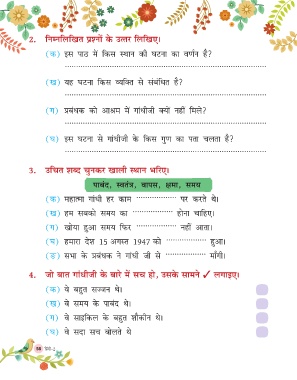 2. निम्नलिखित प्रश्नों के उत्तर लिखिए।
(क) इस पाठ में किस स्थान की घटना का वर्णन है?
(ख) यह घटना किस व्यक्ति से संबंधित है?
(ग) प्रबंधक को आश्रम में गांधीजी क्यों नहीं मिले?
(घ) इस घटना से गांधीजी के किस गुण का पता चलता है?
3. उचित शब्द चुनकर खाली स्थान भरिए।
पाबंद, स्वतंत्र, वापस, क्षमा, समय
(क) महात्मा गांधी हर काम ................ पर करते थे।
(ख) हम सबको समय का ................ होना चाहिए।
(ग) खोया हुआ समय फिर ................ नहीं आता।
(घ) हमारा देश 15 अगस्त 1947 को ................ हुआ।
(ङ) सभा के प्रबंधक ने गांधी जी से ................ माँगी।
4. जो बात गांधीजी के बारे में सच हो, उसके सामने ✓ लगाइए।
(क) वे बहुत सज्जन थे।
(ख) वे समय के पाबंद थे।
(ग) वे साइकिल के बहुत शौकीन थे।
(घ) वे सदा सच बोलते थे